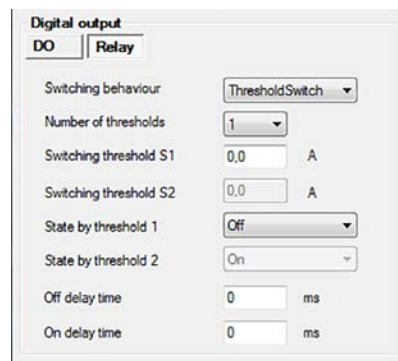 Digital output
DO Relay
Switching behaviour ThresholdSwitch
Number of thresholds 1
Switching threshold S1 0,0 A
Switching threshold S2 0,0 A
State by threshold 1 Off
State by threshold 2 On
Off delay time 0 ms
On delay time 0 ms